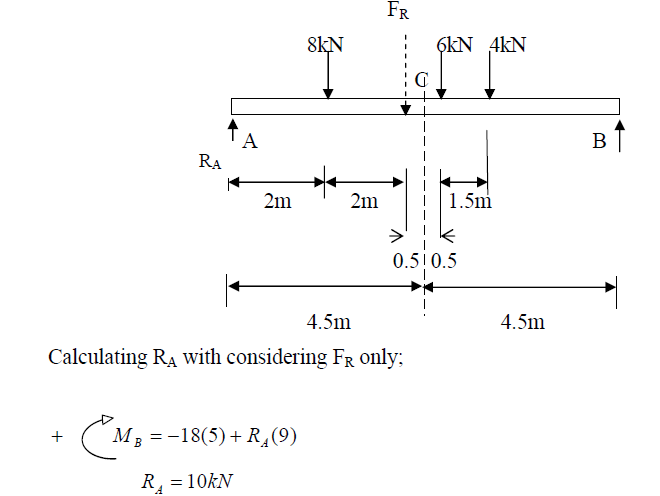 F_R
8kN 6kN 4kN
C
A B
R_A
2m 2m 1.5m
0.5 0.5
4.5m 4.5m
Calculating R_A with considering F_R only;
+ M_B = −18(5) + R_A(9)
R_A = 10kN